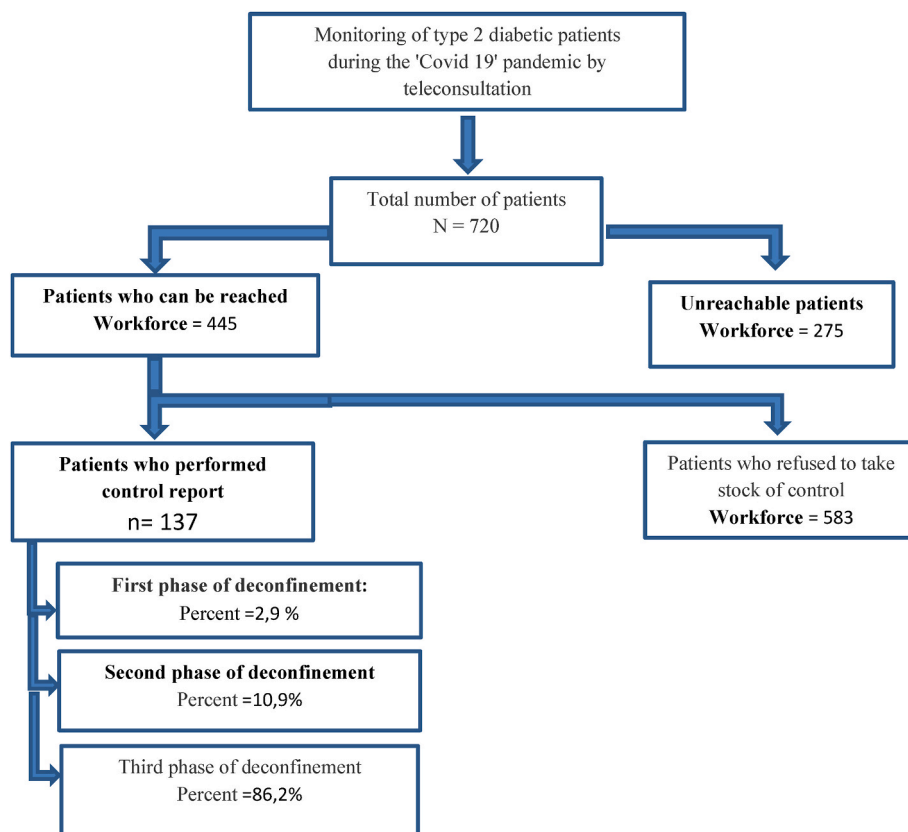 Monitoring of type 2 diabetic patients
during the 'Covid 19' pandemic by
teleconsultation
Total number of patients
N = 720
Patients who can be reached
Workforce = 445
Unreachable patients
Workforce = 275
Patients who performed
control report
n= 137
Patients who refused to take
stock of control
Workforce = 583
First phase of deconfinement:
Percent =2,9 %
Second phase of deconfinement
Percent =10,9%
Third phase of deconfinement
Percent =86,2%